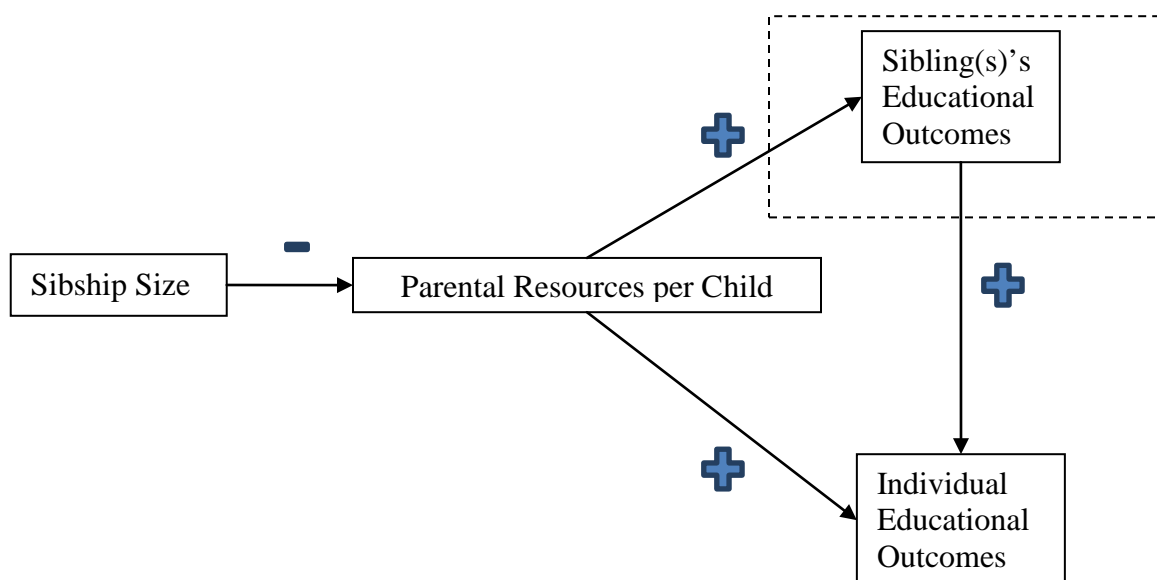 Sibling(s)'s
Educational
Outcomes
Sibship Size
Parental Resources per Child
Individual
Educational
Outcomes